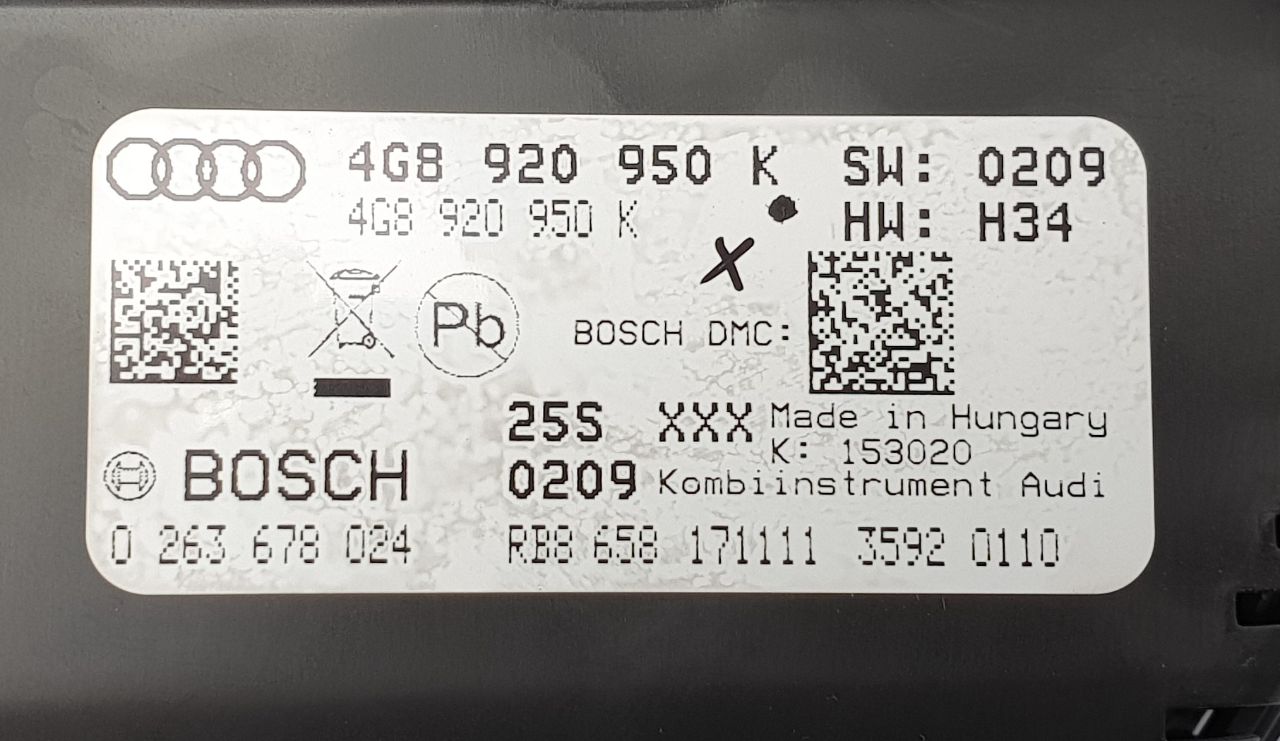 4G8 920 950 K SW: 0209
4G8 920 950 K HW: H34
Pb
BOSCH DMC:
25S XXX Made in Hungary
K: 153020
BOSCH 0209 Kombiinstrument Audi
0 263 678 024 RB8 658 171111 3592 0110